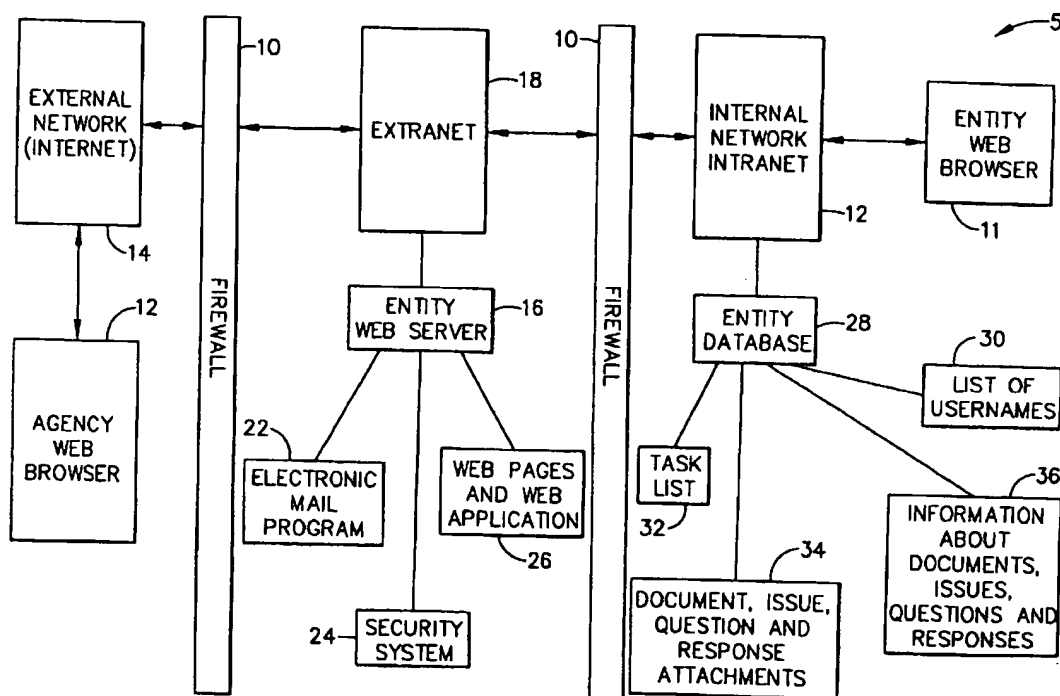 5
10
10
18
EXTERNAL
NETWORK
(INTERNET)
EXTRANET
INTERNAL
NETWORK
INTRANET
ENTITY
WEB
BROWSER
14
12
11
FIREWALL
FIREWALL
12
AGENCY
WEB
BROWSER
ENTITY
WEB SERVER
16
ENTITY
DATABASE
28
30
LIST OF
USERNAMES
22
ELECTRONIC
MAIL
PROGRAM
WEB PAGES
AND WEB
APPLICATION
26
TASK
LIST
32
36
INFORMATION
ABOUT
DOCUMENTS,
ISSUES,
QUESTIONS AND
RESPONSES
24
SECURITY
SYSTEM
34
DOCUMENT, ISSUE,
QUESTION AND
RESPONSE
ATTACHMENTS